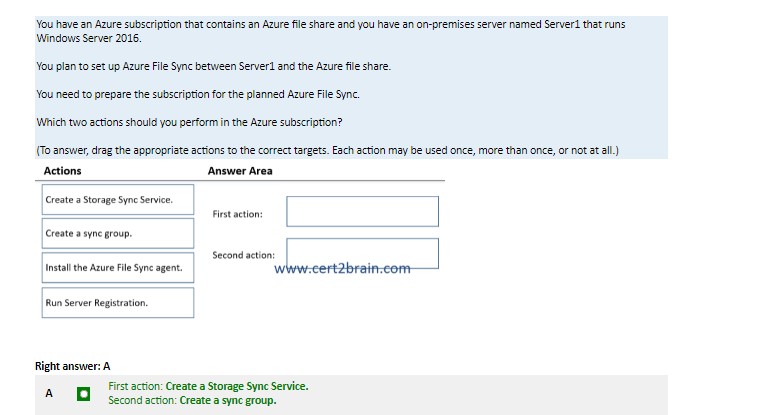 You have an Azure subscription that contains an Azure file share and you have an on-premises server named Server1 that runs
Windows Server 2016.
You plan to set up Azure File Sync between Server1 and the Azure file share.
You need to prepare the subscription for the planned Azure File Sync.
Which two actions should you perform in the Azure subscription?
(To answer, drag the appropriate actions to the correct targets. Each action may be used once, more than once, or not at all.)
Actions
Answer Area
Create a Storage Sync Service.
First action:
Create a sync group.
Second action:
www.cert2brain.com
Install the Azure File Sync agent.
Run Server Registration.
Right answer: A
A
First action: Create a Storage Sync Service.
Second action: Create a sync group.